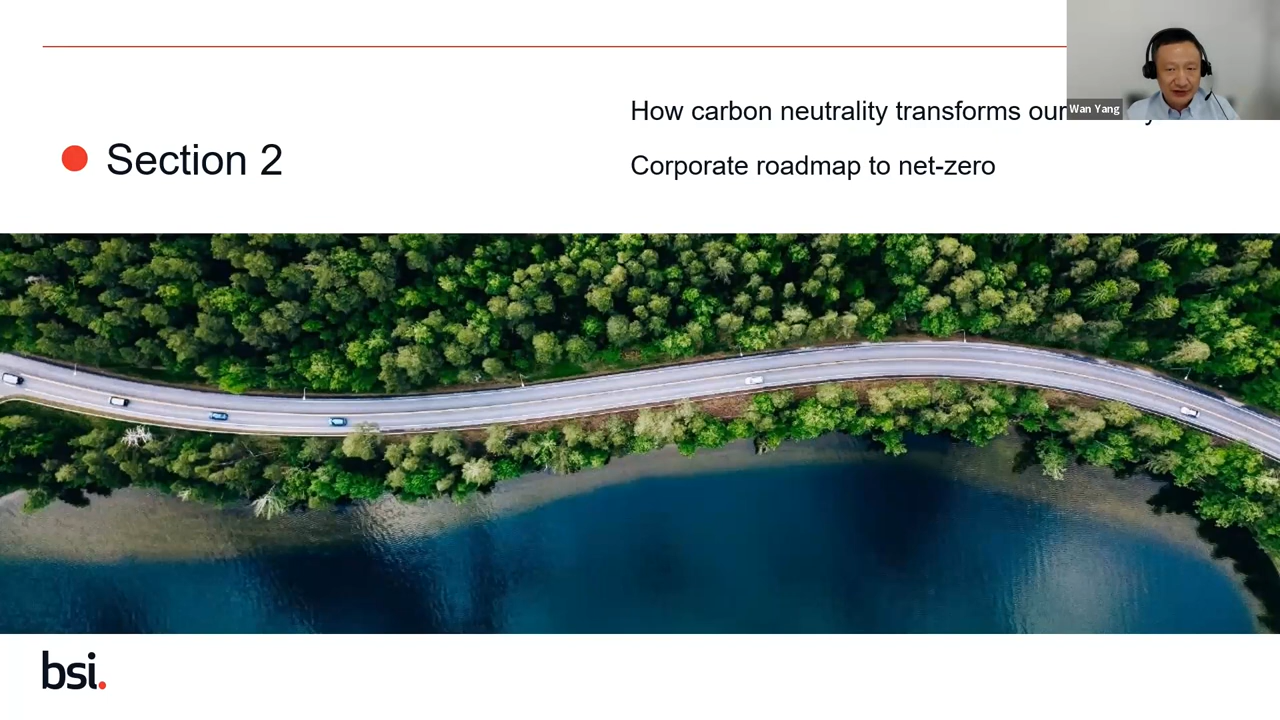 Section 2
How carbon neutrality transforms our
Corporate roadmap to net-zero
Wan Yang
bsi.